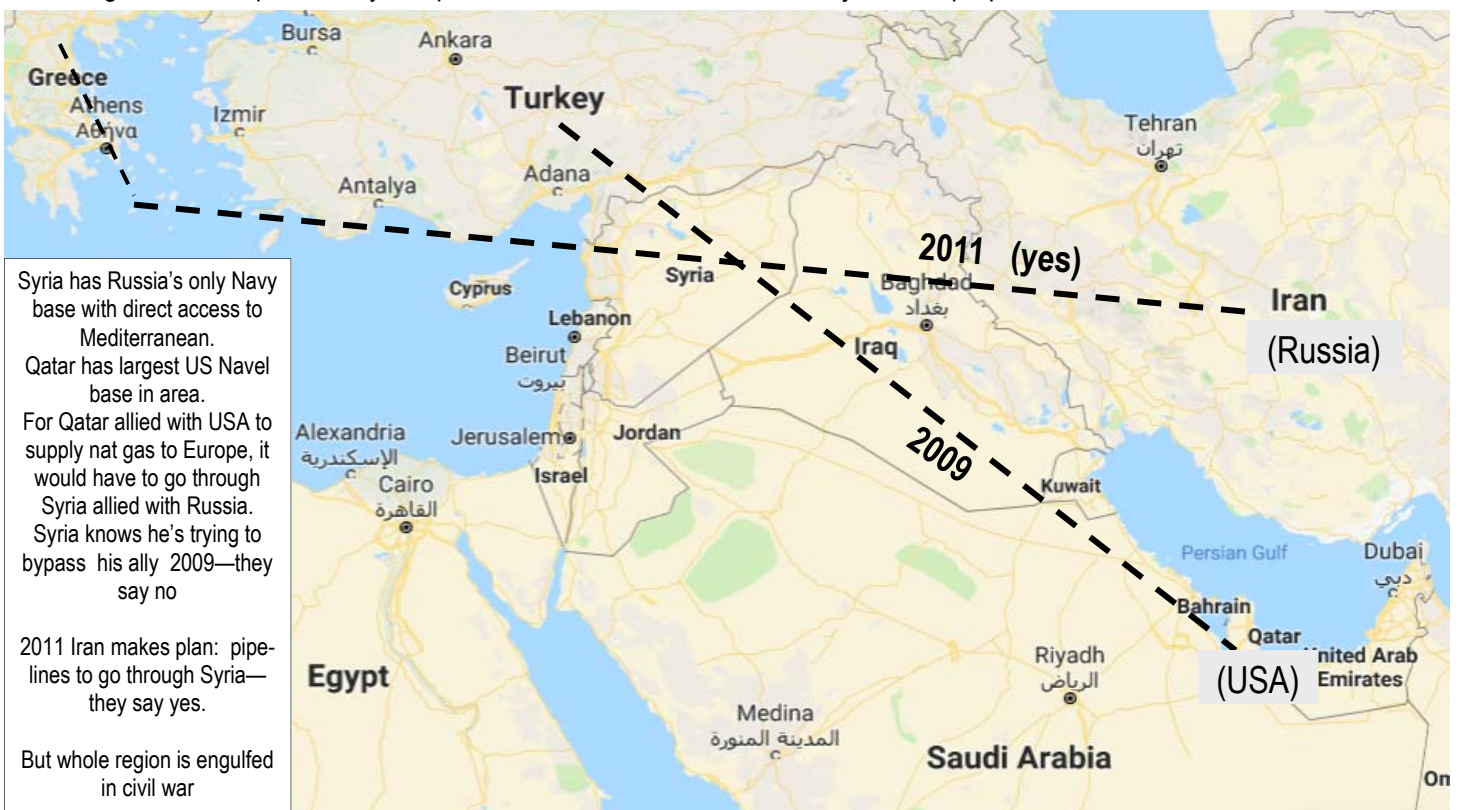 Bursa
Ankara
Greece
Athens
Αθήνα
Izmir
Turkey
Tehran
تهران
Antalya
Adana
2011 (yes)
Syria
Baghdad
بغداد
Iran
(Russia)
Cyprus
Lebanon
Beirut
بيروت
Iraq
2009
Alexandria
الإسكندرية
Jerusalem
Jordan
Israel
Cairo
القاهرة
Kuwait
Persian Gulf
Dubai
دبي
Bahrain
Qatar
(USA)
United Arab
Emirates
Riyadh
الرياض
Egypt
Medina
المدينة المنورة
Saudi Arabia
Syria has Russia’s only Navy
base with direct access to
Mediterranean.
Qatar has largest US Navel
base in area.
For Qatar allied with USA to
supply nat gas to Europe, it
would have to go through
Syria allied with Russia.
Syria knows he’s trying to
bypass his ally 2009—they
say no
2011 Iran makes plan: pipe-
lines to go through Syria—
they say yes.
But whole region is engulfed
in civil war